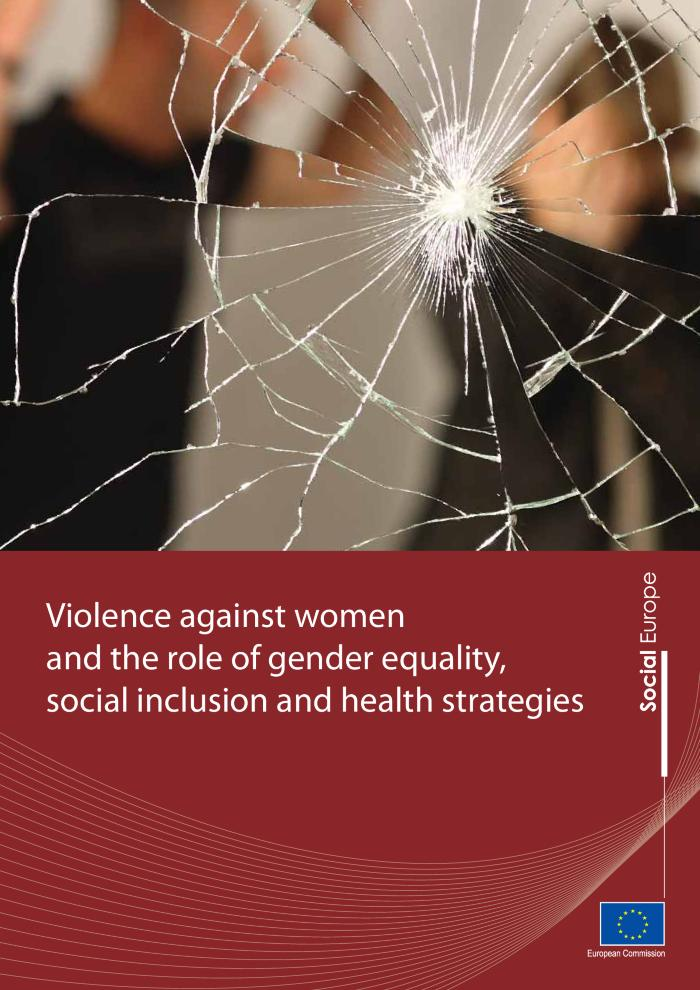 Violence against women
and the role of gender equality,
social inclusion and health strategies
Social Europe
European Commission